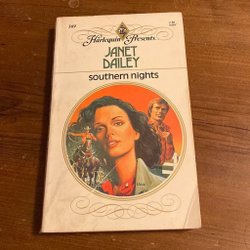 Harlequin Presents
JANET
DAILEY
southern nights